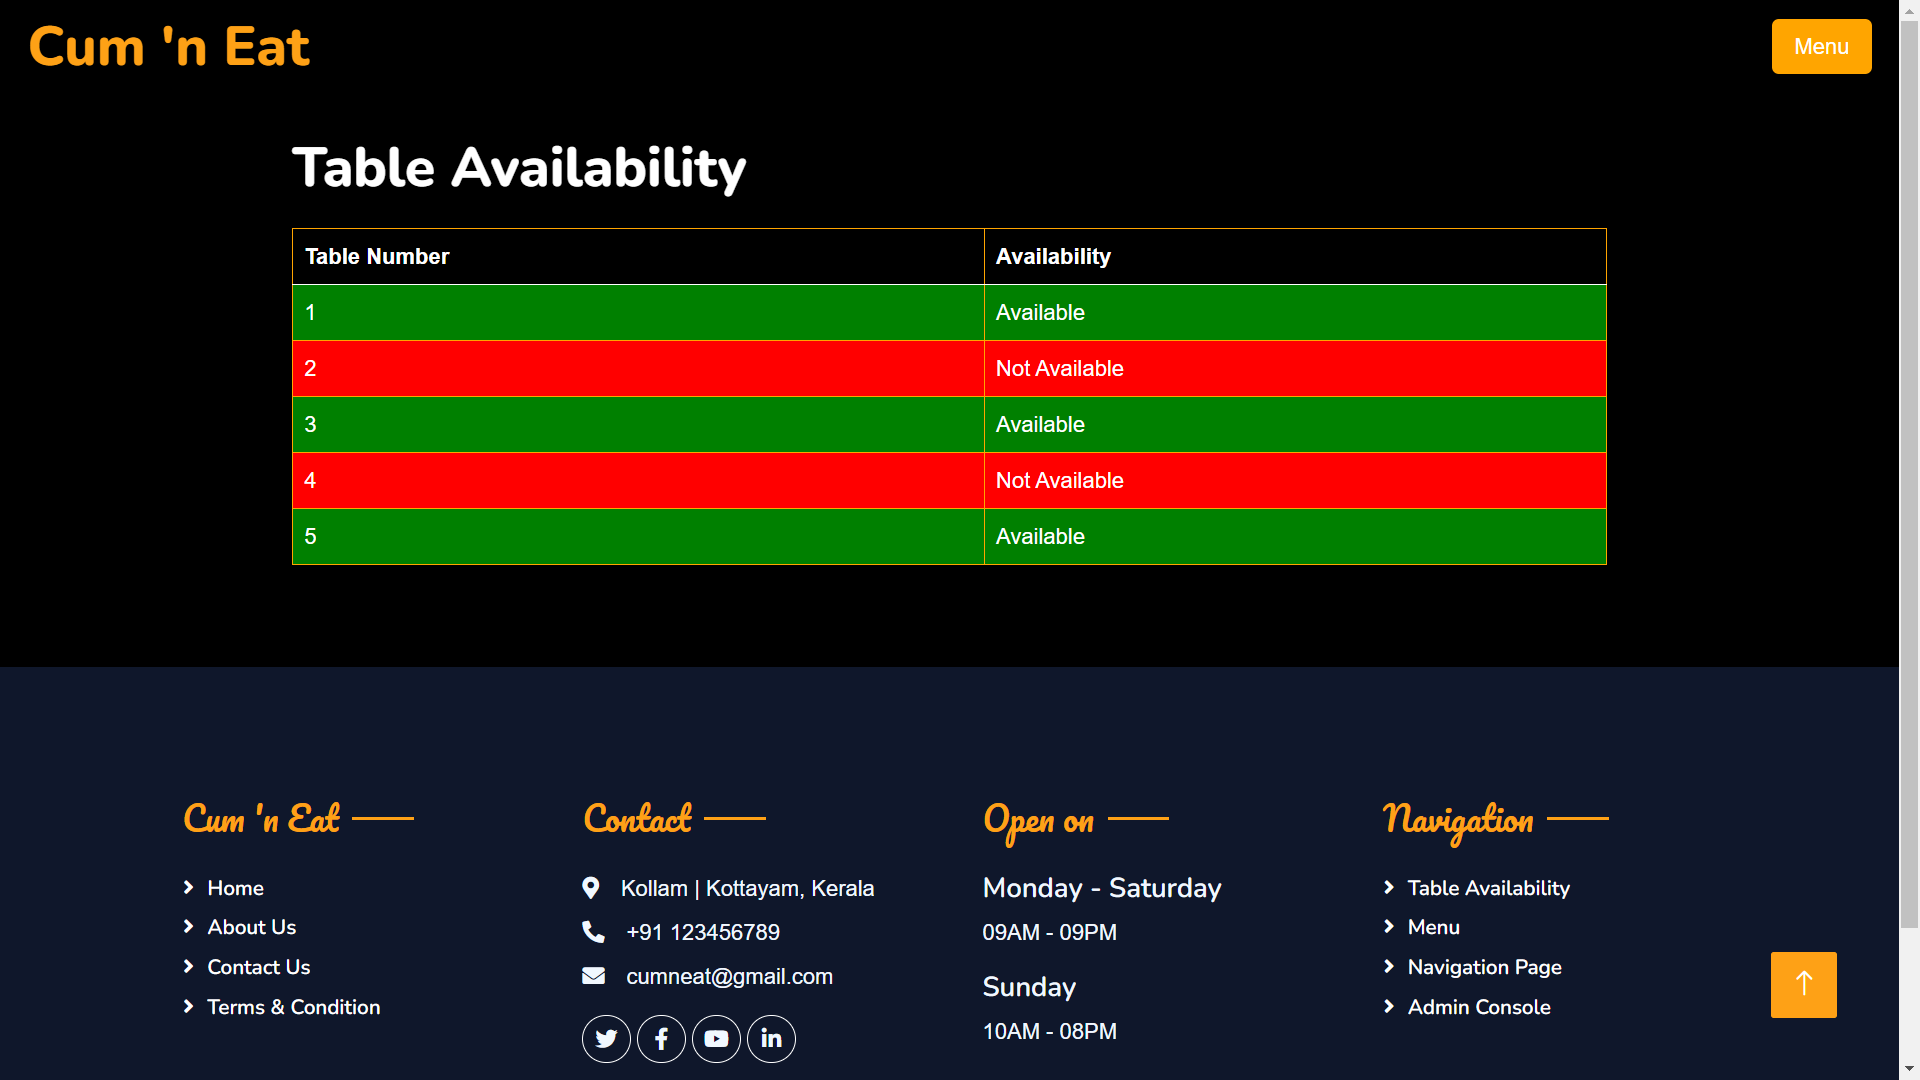 Cum 'n Eat
Menu
Table Availability
Table Number Availability
1 Available
2 Not Available
3 Available
4 Not Available
5 Available
Cum 'n Eat
Home
About Us
Contact Us
Terms & Condition
Contact
Kollam | Kottayam, Kerala
+91 123456789
cumneat@gmail.com
Open on
Monday - Saturday
09AM - 09PM
Sunday
10AM - 08PM
Navigation
Table Availability
Menu
Navigation Page
Admin Console